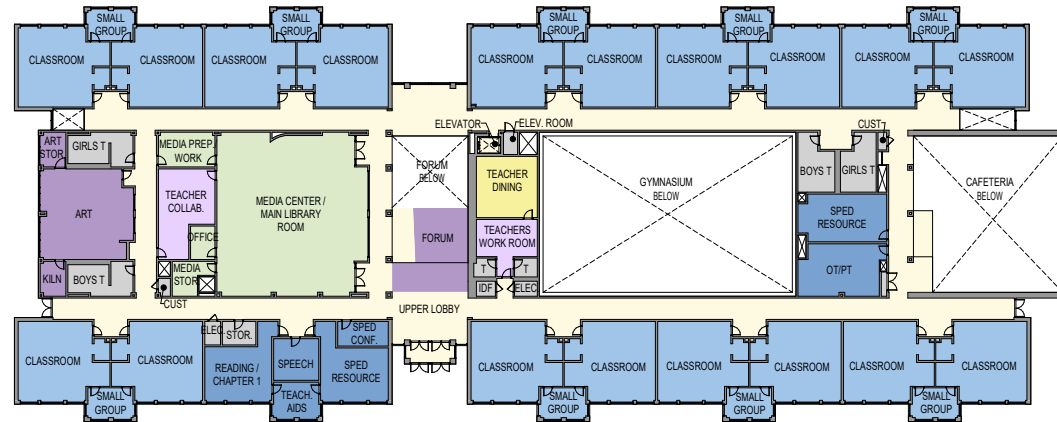 SMALL
GROUP
SMALL
GROUP
SMALL
GROUP
SMALL
GROUP
SMALL
GROUP
CLASSROOM
CLASSROOM
CLASSROOM
CLASSROOM
CLASSROOM
CLASSROOM
CLASSROOM
CLASSROOM
CLASSROOM
CLASSROOM
ELEVATOR
ELEV. ROOM
CUST
ART
STOR.
GIRLS T
MEDIA PREP.
WORK
FORUM
BELOW
TEACHER
DINING
GYMNASIUM
BELOW
BOYS T
GIRLS T
CAFETERIA
BELOW
ART
TEACHER
COLLAB.
MEDIA CENTER /
MAIN LIBRARY
ROOM
OFFICE
FORUM
TEACHERS
WORK ROOM
SPED
RESOURCE
KILN
BOYS T
MEDIA
STOR
T
T
IDF
ELEC
OT/PT
CUST
UPPER LOBBY
ELEC
STOR.
SPED
CONF.
CLASSROOM
CLASSROOM
READING /
CHAPTER 1
SPEECH
SPED
RESOURCE
CLASSROOM
CLASSROOM
CLASSROOM
CLASSROOM
CLASSROOM
CLASSROOM
SMALL
GROUP
TEACH.
AIDS
SMALL
GROUP
SMALL
GROUP
SMALL
GROUP